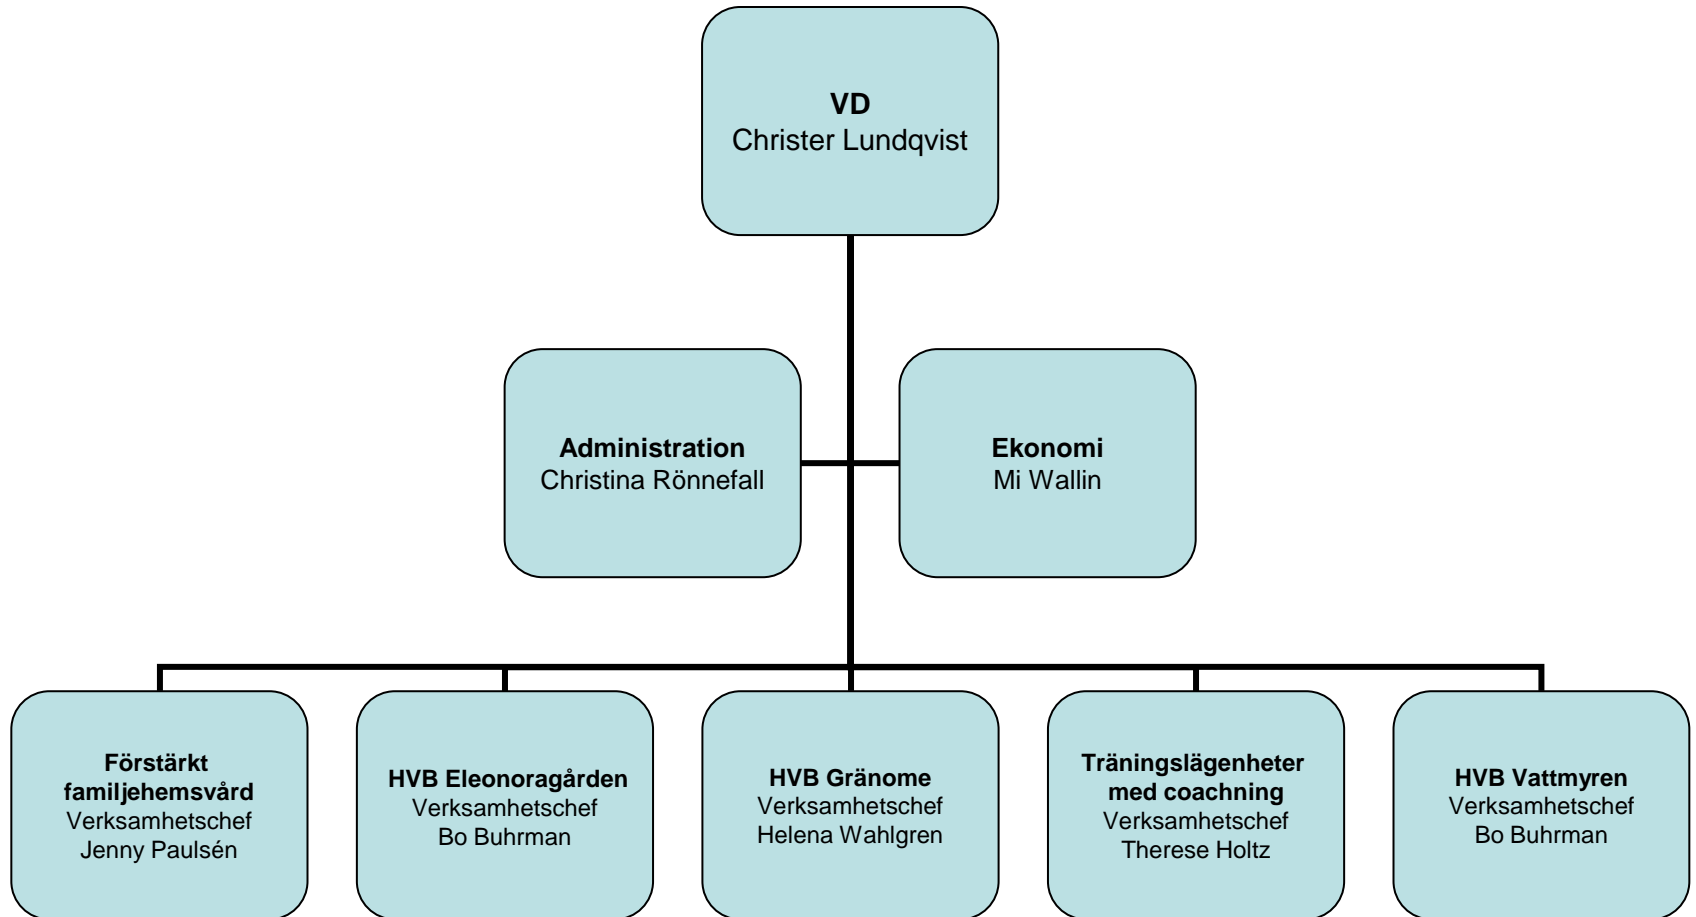 VD
Christer Lundqvist
Administration
Christina Rönnefall
Ekonomi
Mi Wallin
Förstärkt
familjehemsvård
Verksamhetschef
Jenny Paulsén
HVB Eleonoragården
Verksamhetschef
Bo Buhrman
HVB Gränome
Verksamhetschef
Helena Wahlgren
Träningslägenheter
med coachning
Verksamhetschef
Therese Holtz
HVB Vattmyren
Verksamhetschef
Bo Buhrman